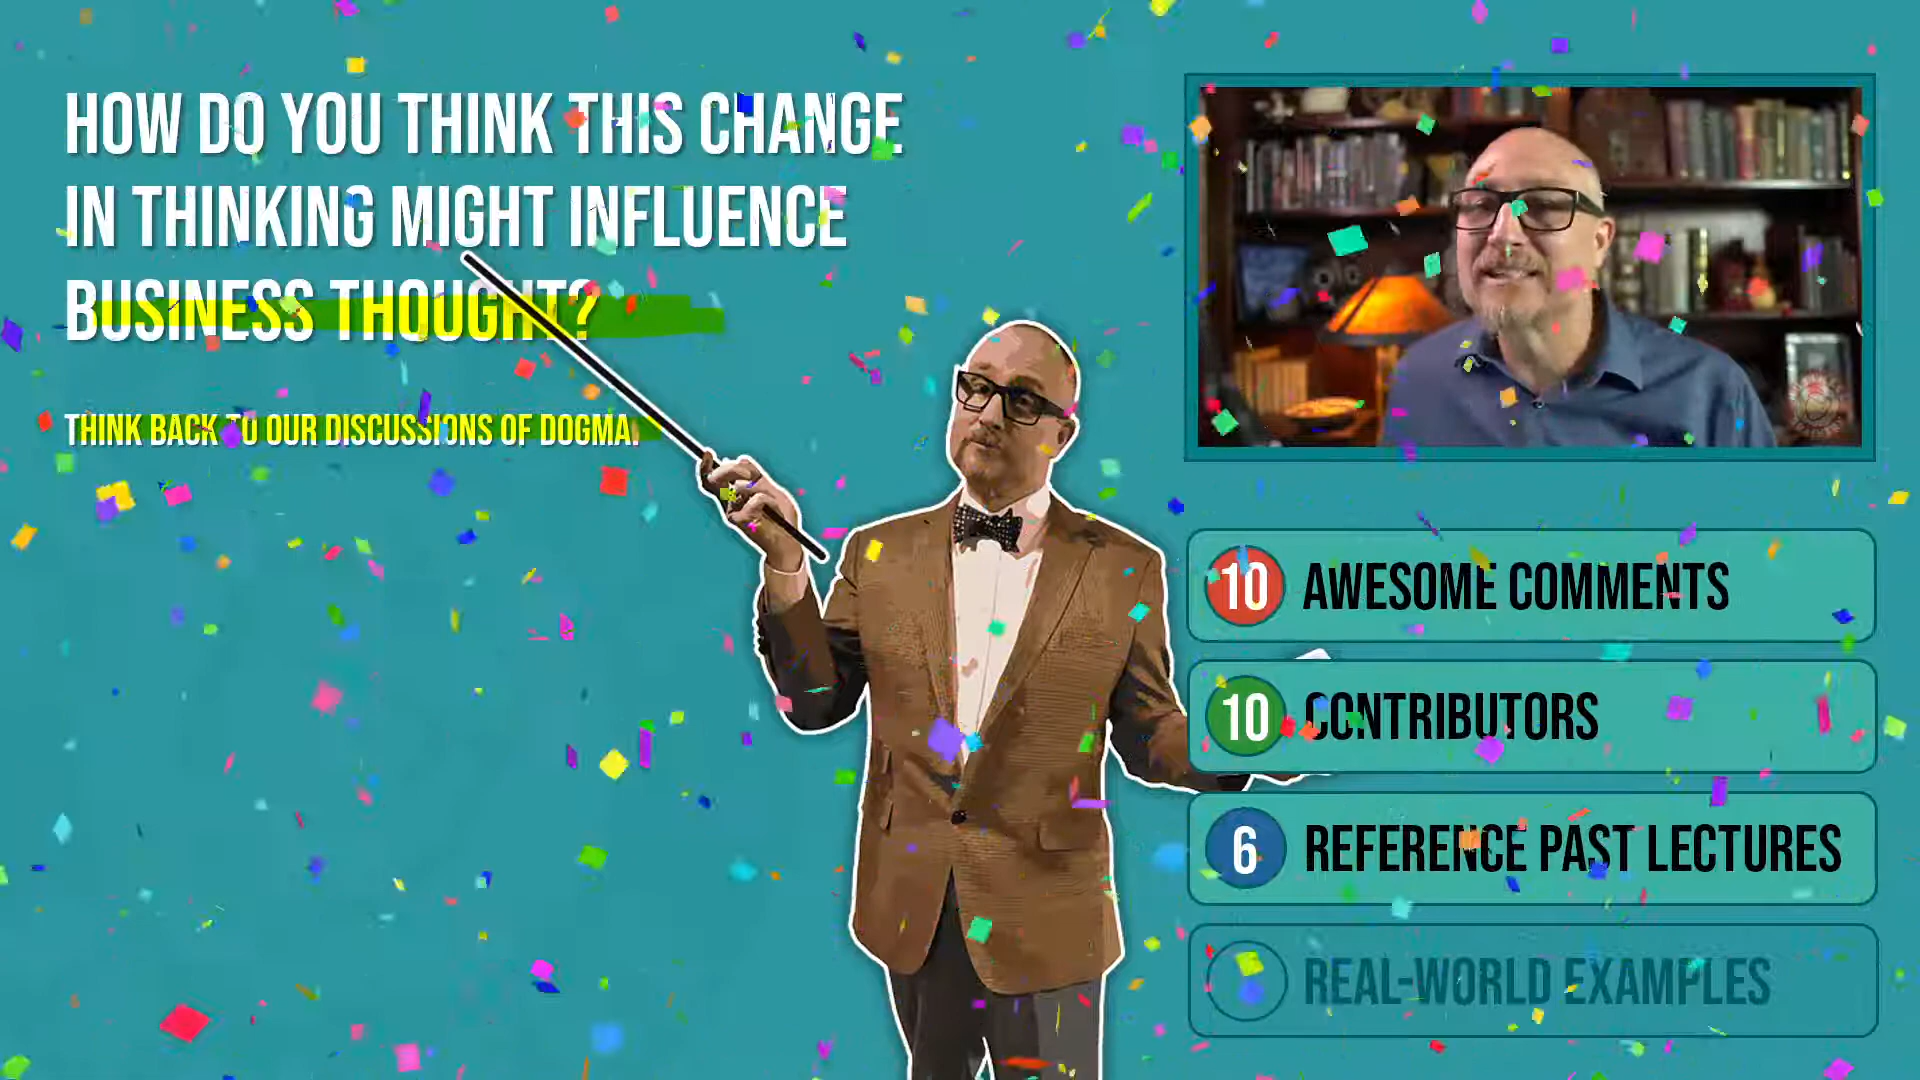 HOW DO YOU THINK THIS CHANGE
IN THINKING MIGHT INFLUENCE
BUSINESS THOUGHT?
THINK BACK TO OUR DISCUSSIONS OF DOGMA.
10 AWESOME COMMENTS
10 CONTRIBUTORS
6 REFERENCE PAST LECTURES
REAL-WORLD EXAMPLES